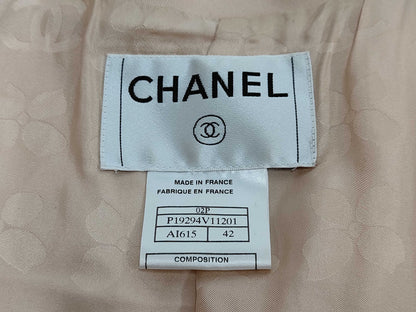 CHANEL
MADE IN FRANCE
FABRIQUE EN FRANCE
02P
P19294V11201
AI615 42
COMPOSITION